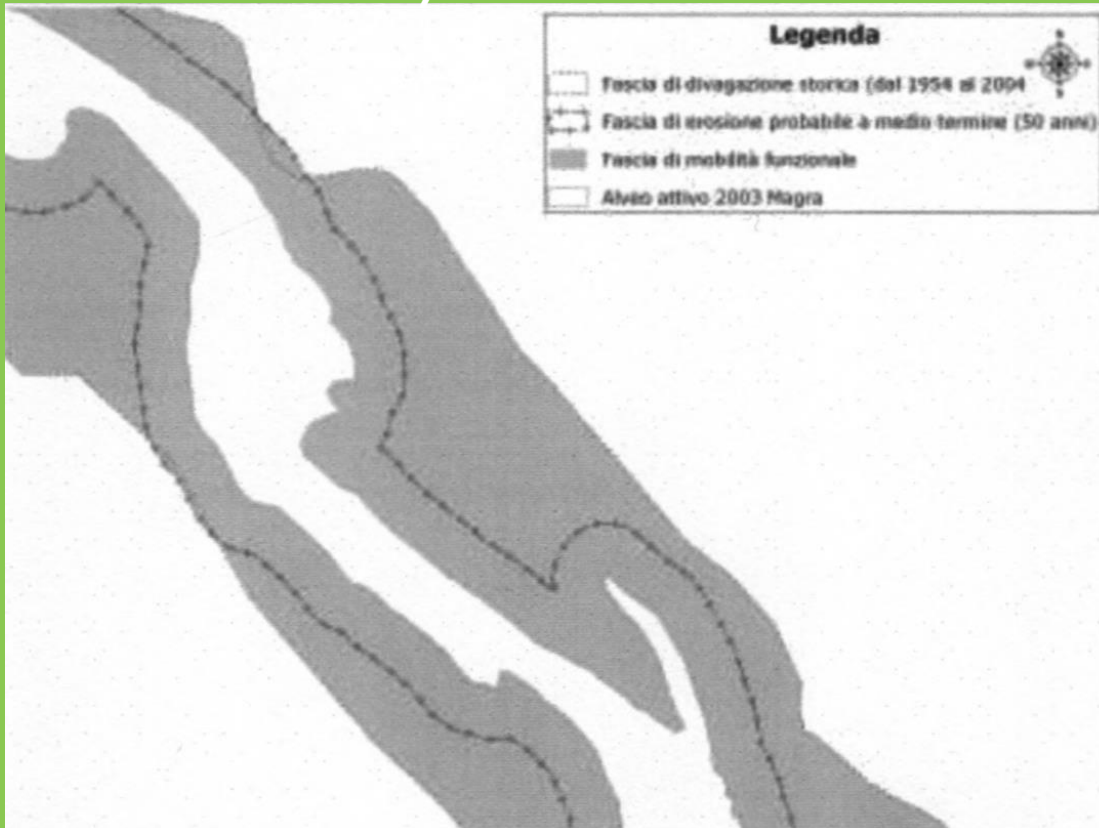 Legenda
Fascia di divagazione storica (dal 1954 al 2004
Fascia di erosione probabile a medio termine (50 anni)
Fascia di mobilità funzionale
Alveo attivo 2003 Magra